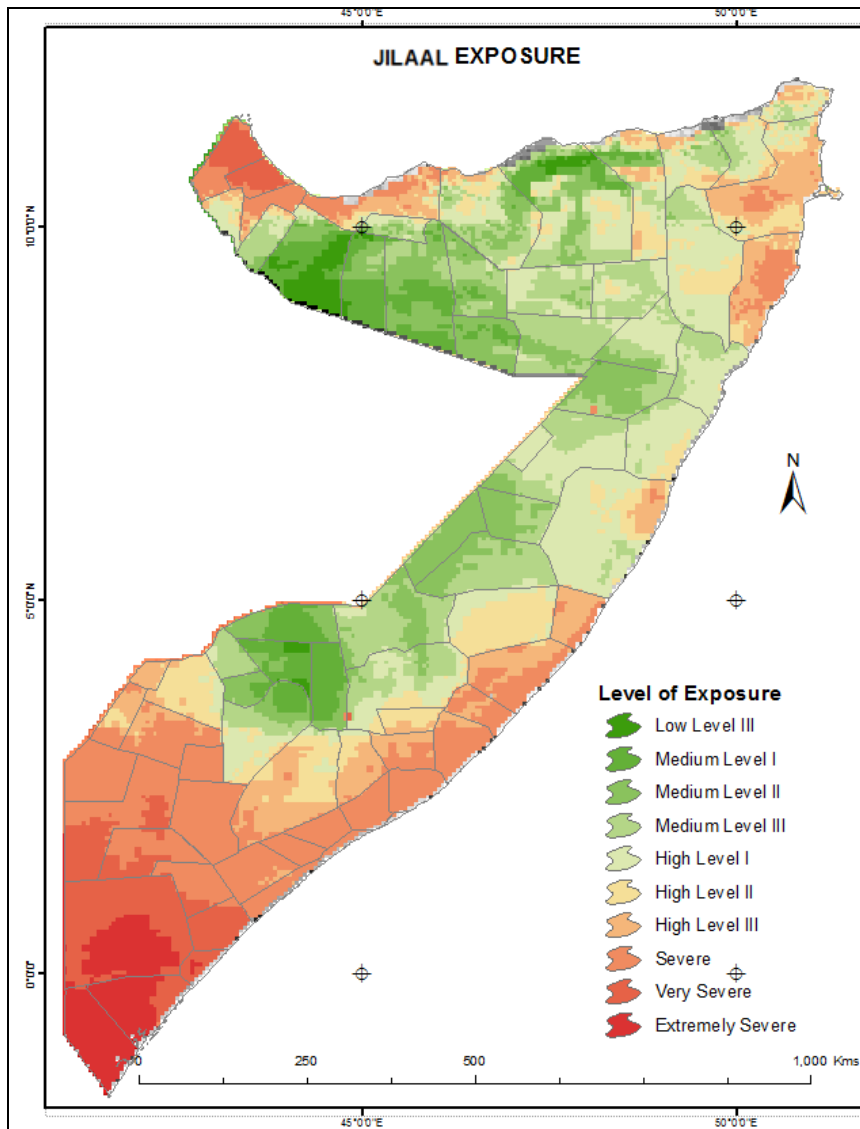 45°0'0"E 50°0'0"E
JILAAL EXPOSURE
10°0'0"N
N
5°0'0"N
Level of Exposure
Low Level III
Medium Level I
Medium Level II
Medium Level III
High Level I
High Level II
High Level III
Severe
Very Severe
Extremely Severe
0°0'0"
0 250 500 1,000 Kms
45°0'0"E 50°0'0"E